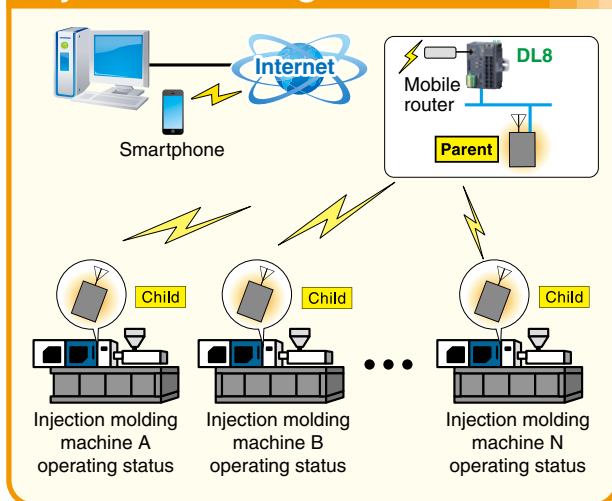 Internet
DL8
Mobile
router
Smartphone
Parent
Child
Child
Child
Injection molding
machine A
operating status
Injection molding
machine B
operating status
Injection molding
machine N
operating status